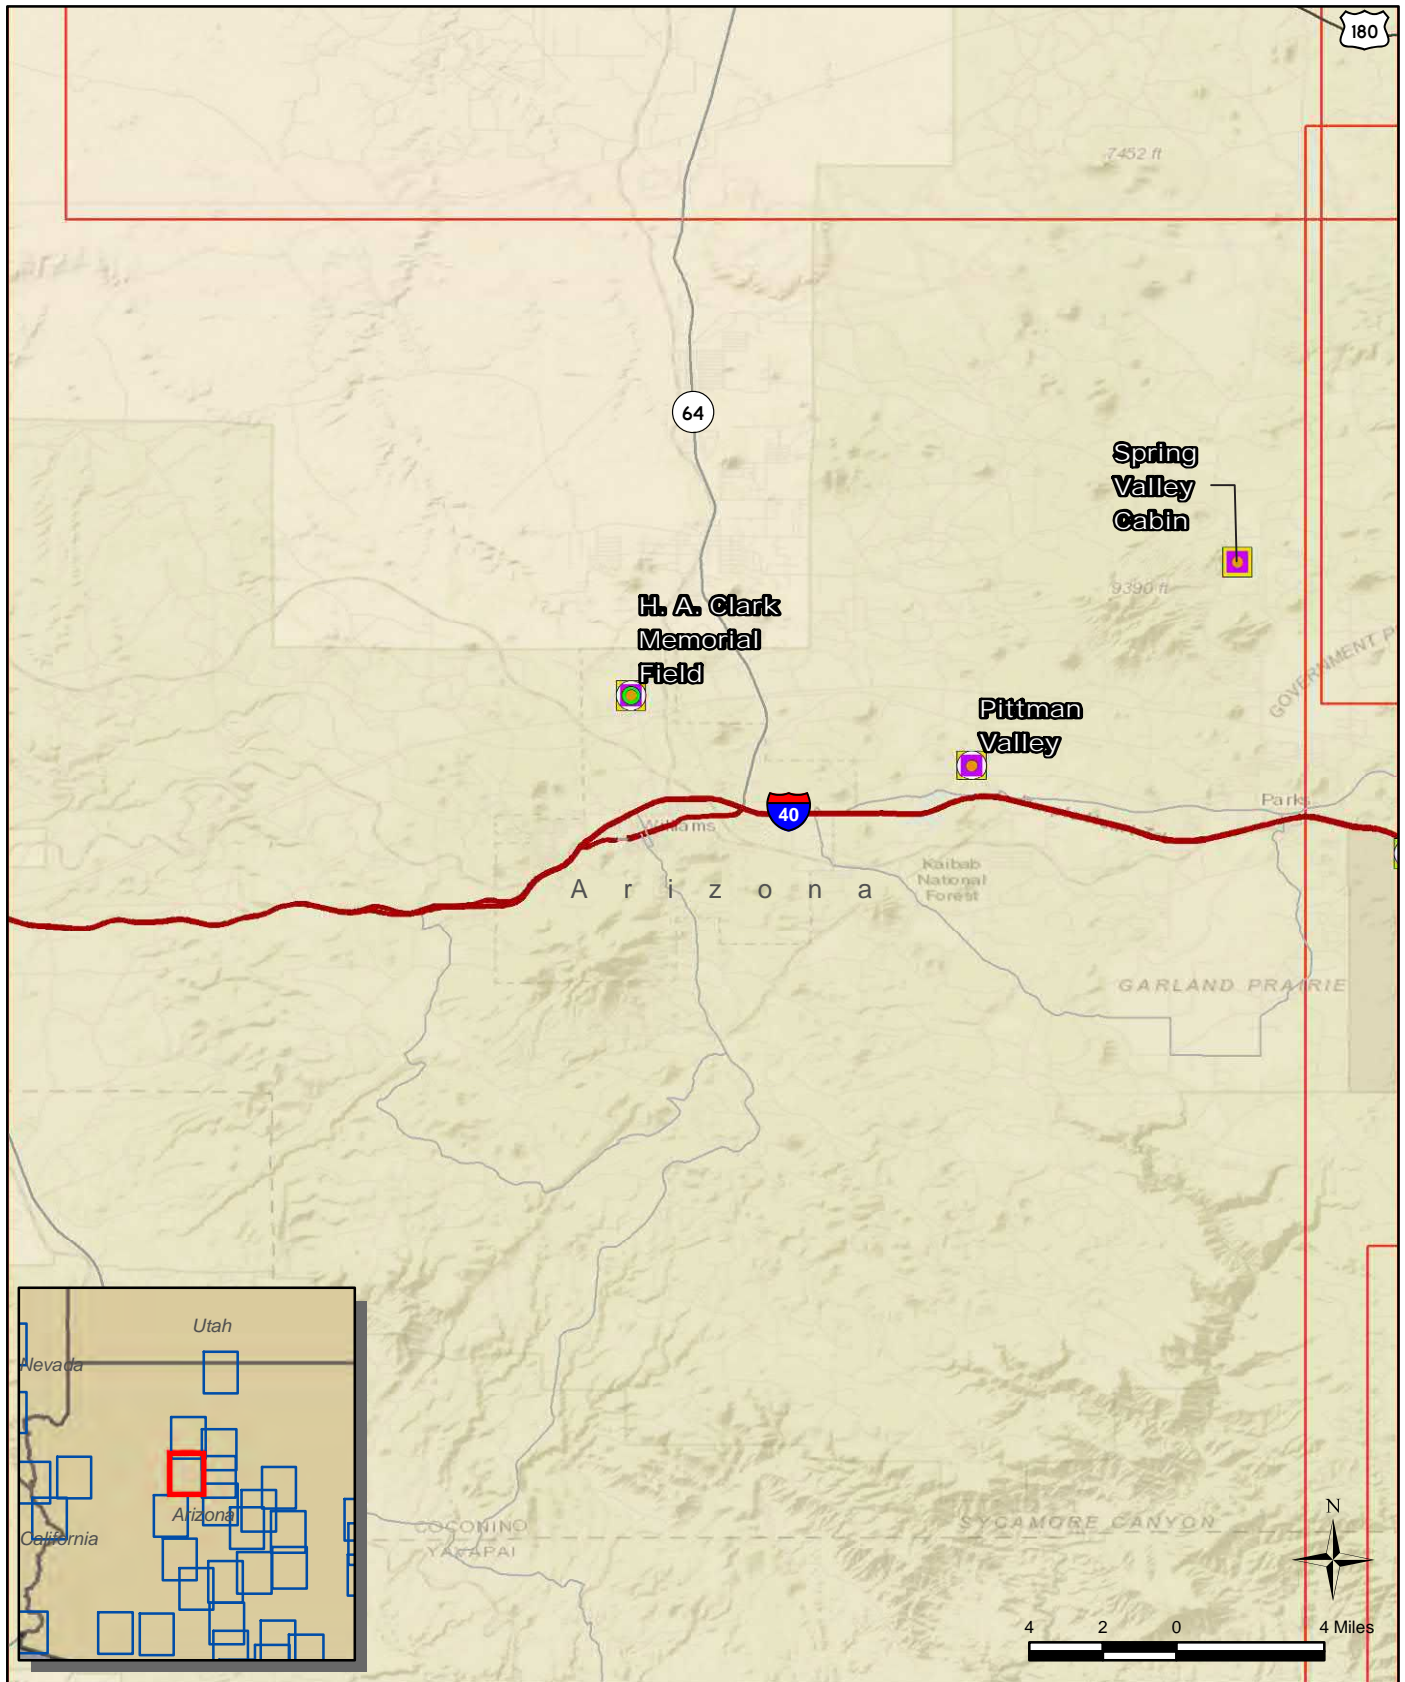 180
7452 ft
64
Spring
Valley
Cabin
9390 ft
H. A. Clark
Memorial
Field
GOVERNMENT P
Pittman
Valley
Parks
40
Williams
Kaibab
National
Forest
Arizona
GARLAND PRAIRIE
Utah
Nevada
Arizona
California
COCONINO
YAVAPAI
SYCAMORE CANYON
N
4 2 0 4 Miles